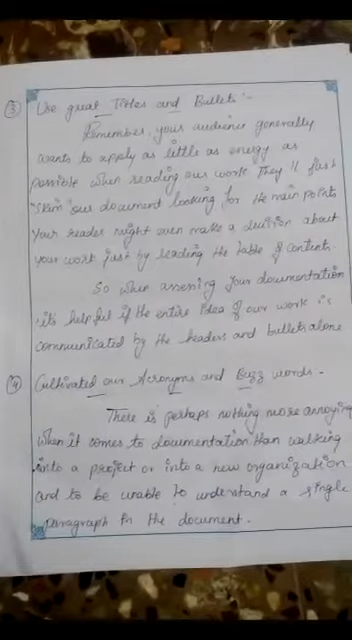 ③ Use great Titles and Bullets :-
Remember, your audience generally
wants to apply as little as energy as
possible when reading our work They'll just
"skim our document looking for the main points
Your reader might even make a decision about
your work just by reading the table of contents.
So when assessing your documentation
it's helpful if the entire idea of our work is
communicated by the headers and bullets alone
④ Cultivated our Acronyms and Buzz words -
There is perhaps nothing more annoying
when it comes to documentation than walking
into a project or into a new organization
and to be unable to understand a single
paragraph in the document.